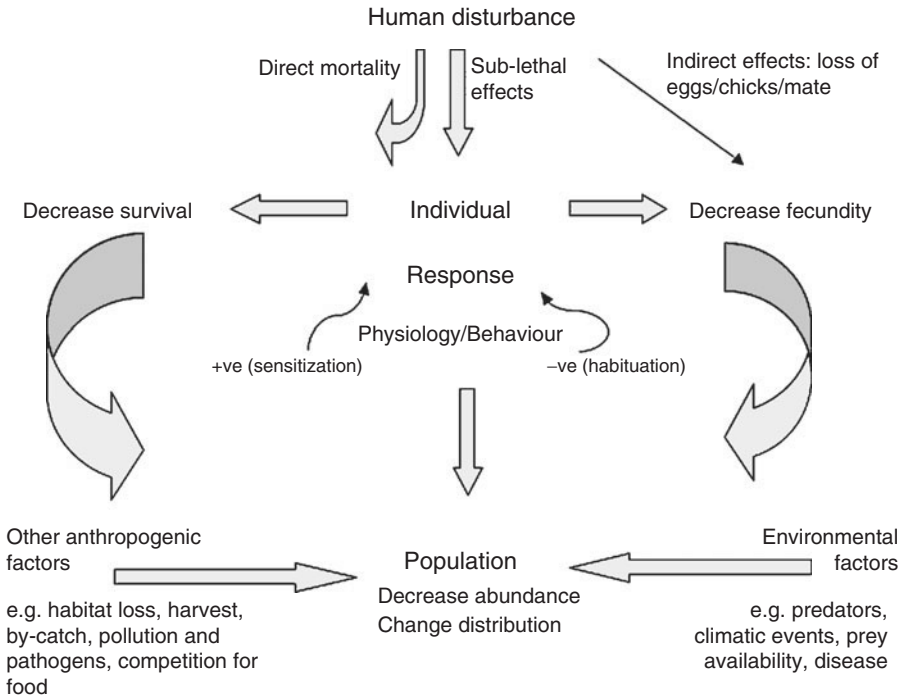 Human disturbance
Direct mortality
Sub-lethal
effects
Indirect effects: loss of
eggs/chicks/mate
Decrease survival
Individual
Decrease fecundity
Response
Physiology/Behaviour
+ve (sensitization)
−ve (habituation)
Other anthropogenic
factors
e.g. habitat loss, harvest,
by-catch, pollution and
pathogens, competition for
food
Population
Decrease abundance
Change distribution
Environmental
factors
e.g. predators,
climatic events, prey
availability, disease